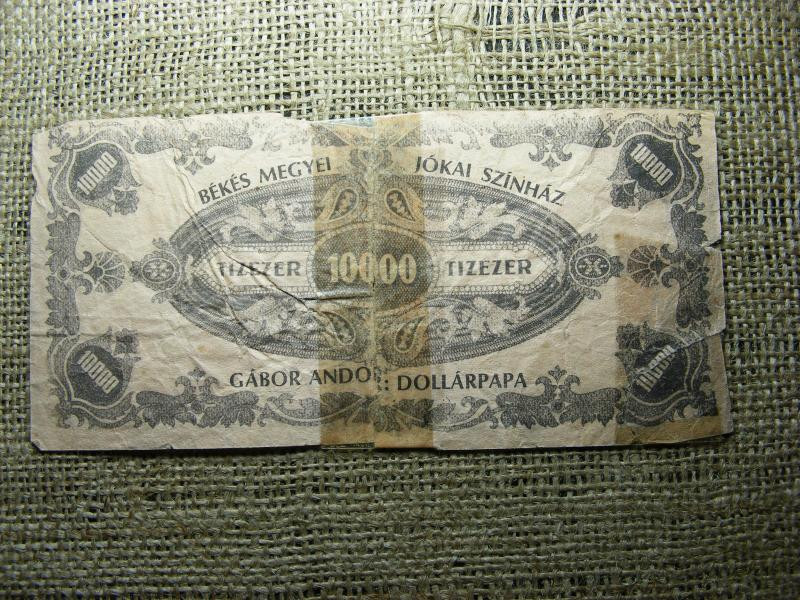 10000 10000
BÉKÉS MEGYEI JÓKAI SZÍNHÁZ
TIZEZER 10000 TIZEZER
GÁBOR ANDOR: DOLLÁRPAPA
10000 10000